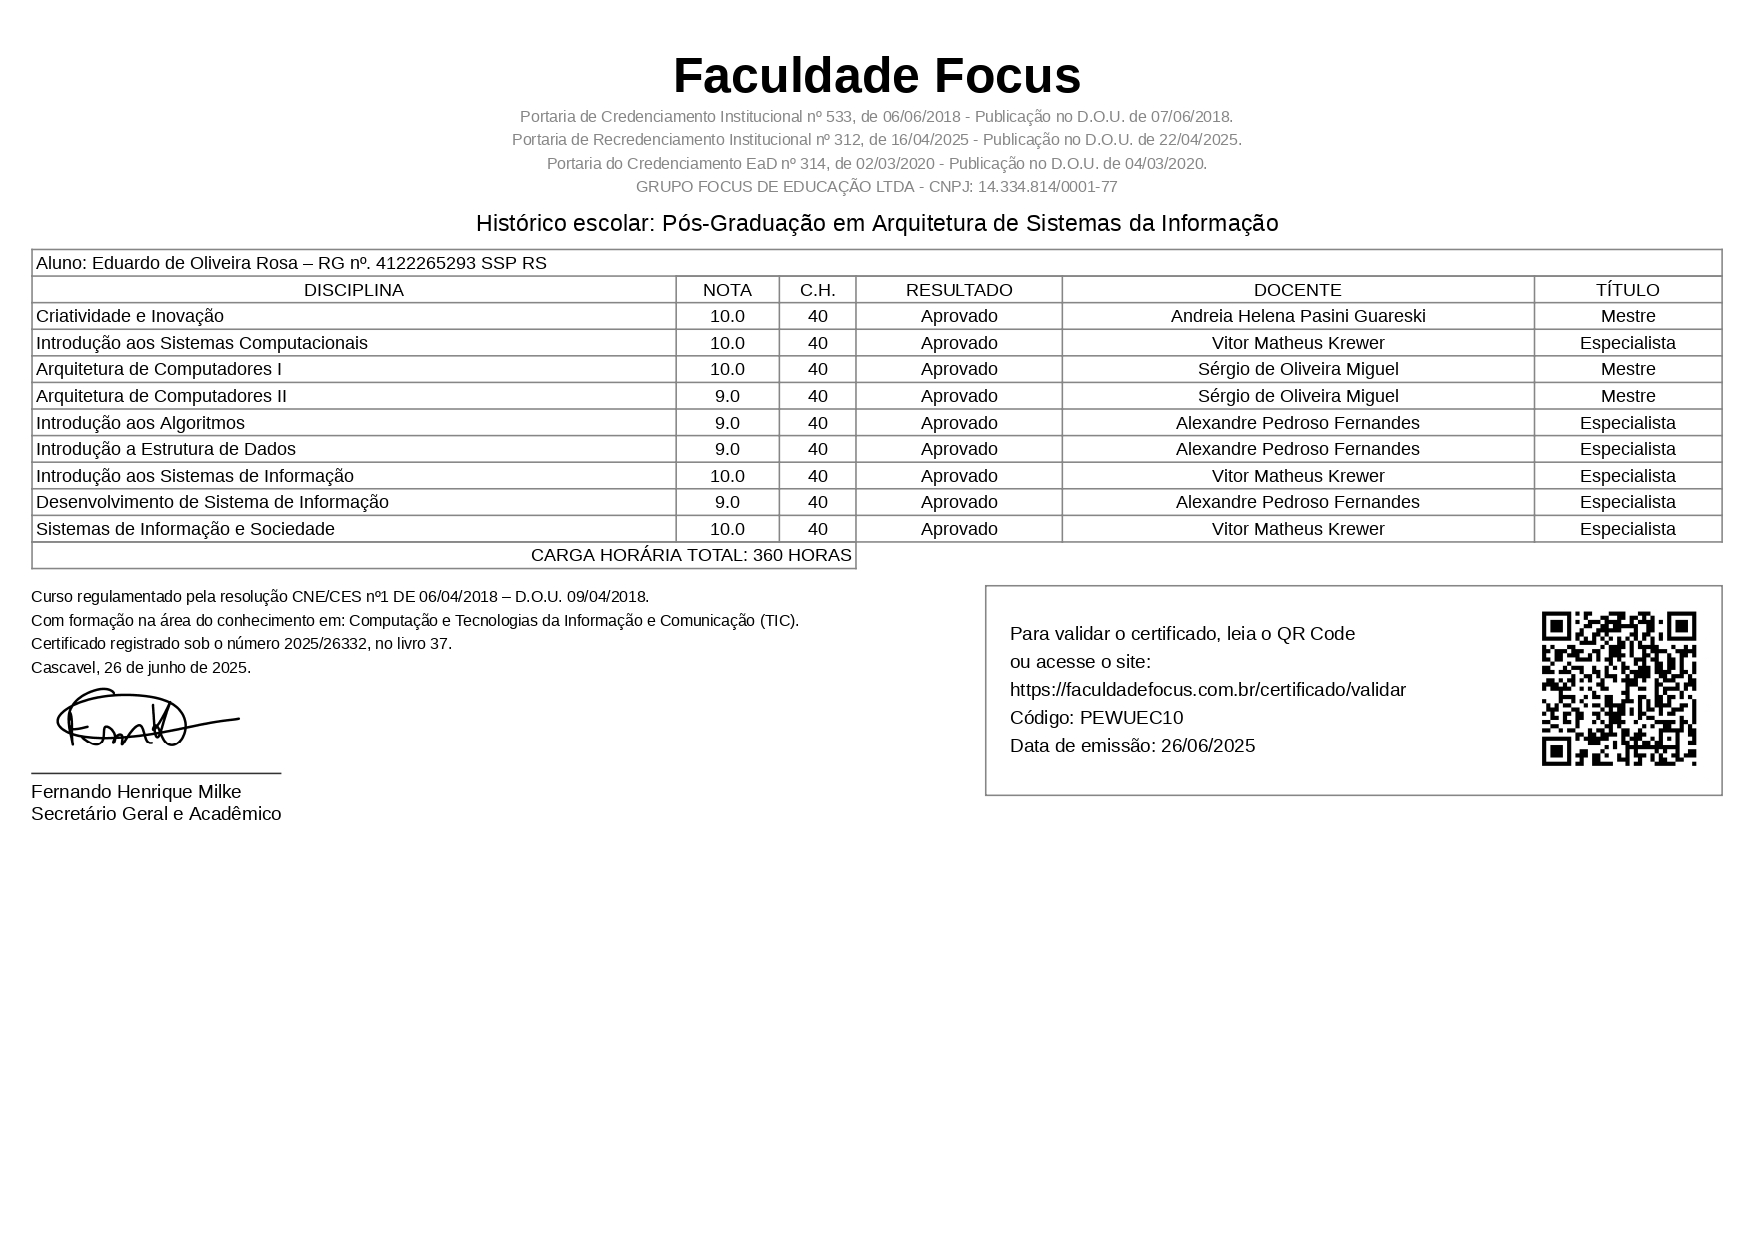 Faculdade Focus
Portaria de Credenciamento Institucional nº 533, de 06/06/2018 - Publicação no D.O.U. de 07/06/2018.
Portaria de Recredenciamento Institucional nº 312, de 16/04/2025 - Publicação no D.O.U. de 22/04/2025.
Portaria do Credenciamento EaD nº 314, de 02/03/2020 - Publicação no D.O.U. de 04/03/2020.
GRUPO FOCUS DE EDUCAÇÃO LTDA - CNPJ: 14.334.814/0001-77
Histórico escolar: Pós-Graduação em Arquitetura de Sistemas da Informação
Aluno: Eduardo de Oliveira Rosa – RG nº. 4122265293 SSP RS
DISCIPLINA NOTA C.H. RESULTADO DOCENTE TÍTULO
Criatividade e Inovação 10.0 40 Aprovado Andreia Helena Pasini Guareski Mestre
Introdução aos Sistemas Computacionais 10.0 40 Aprovado Vitor Matheus Krewer Especialista
Arquitetura de Computadores I 10.0 40 Aprovado Sérgio de Oliveira Miguel Mestre
Arquitetura de Computadores II 9.0 40 Aprovado Sérgio de Oliveira Miguel Mestre
Introdução aos Algoritmos 9.0 40 Aprovado Alexandre Pedroso Fernandes Especialista
Introdução a Estrutura de Dados 9.0 40 Aprovado Alexandre Pedroso Fernandes Especialista
Introdução aos Sistemas de Informação 10.0 40 Aprovado Vitor Matheus Krewer Especialista
Desenvolvimento de Sistema de Informação 9.0 40 Aprovado Alexandre Pedroso Fernandes Especialista
Sistemas de Informação e Sociedade 10.0 40 Aprovado Vitor Matheus Krewer Especialista
CARGA HORÁRIA TOTAL: 360 HORAS
Curso regulamentado pela resolução CNE/CES nº1 DE 06/04/2018 – D.O.U. 09/04/2018.
Com formação na área do conhecimento em: Computação e Tecnologias da Informação e Comunicação (TIC).
Certificado registrado sob o número 2025/26332, no livro 37.
Cascavel, 26 de junho de 2025.
Fernando Henrique Milke
Secretário Geral e Acadêmico
Para validar o certificado, leia o QR Code
ou acesse o site:
https://faculdadefocus.com.br/certificado/validar
Código: PEWUEC10
Data de emissão: 26/06/2025